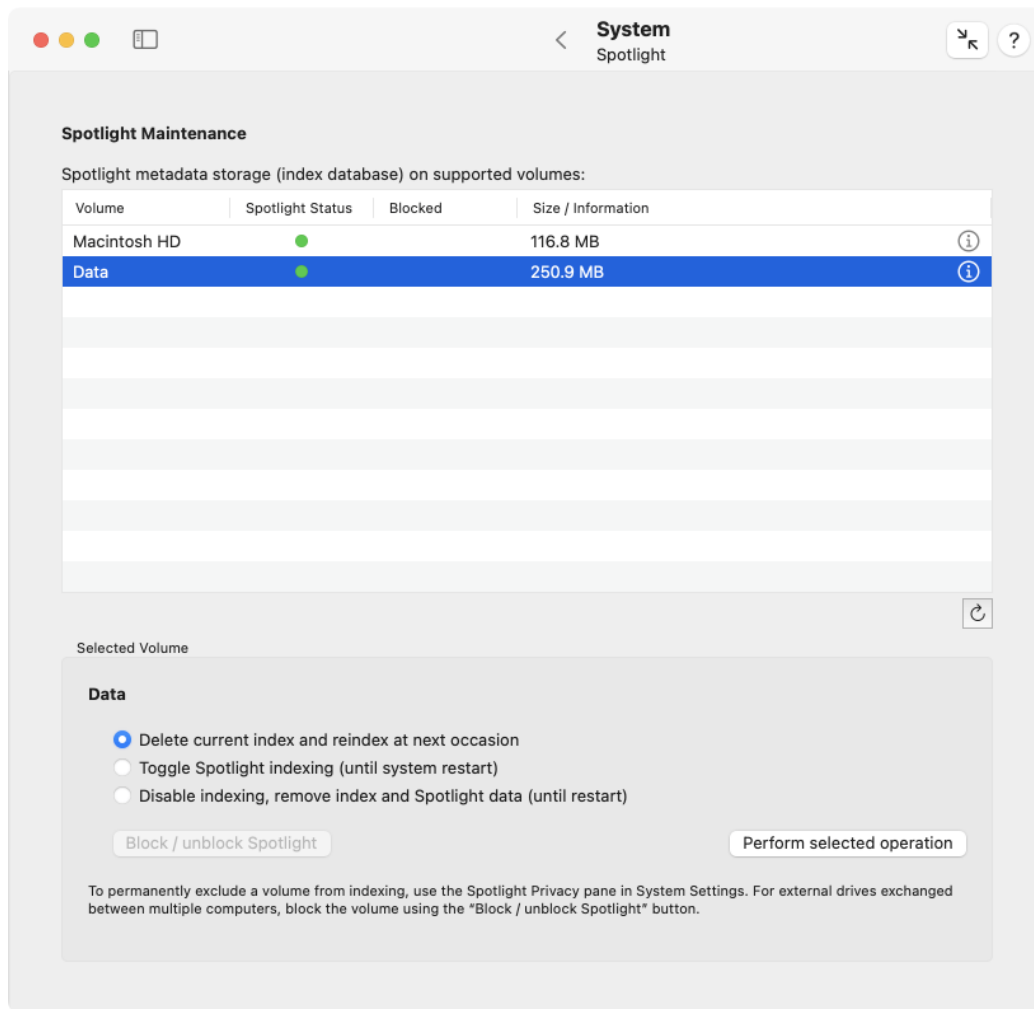 System
Spotlight
?
Spotlight Maintenance
Spotlight metadata storage (index database) on supported volumes:
Volume Spotlight Status Blocked Size / Information
Macintosh HD 116.8 MB
Data 250.9 MB
Selected Volume
Data
Delete current index and reindex at next occasion
Toggle Spotlight indexing (until system restart)
Disable indexing, remove index and Spotlight data (until restart)
Block / unblock Spotlight Perform selected operation
To permanently exclude a volume from indexing, use the Spotlight Privacy pane in System Settings. For external drives exchanged
between multiple computers, block the volume using the “Block / unblock Spotlight” button.